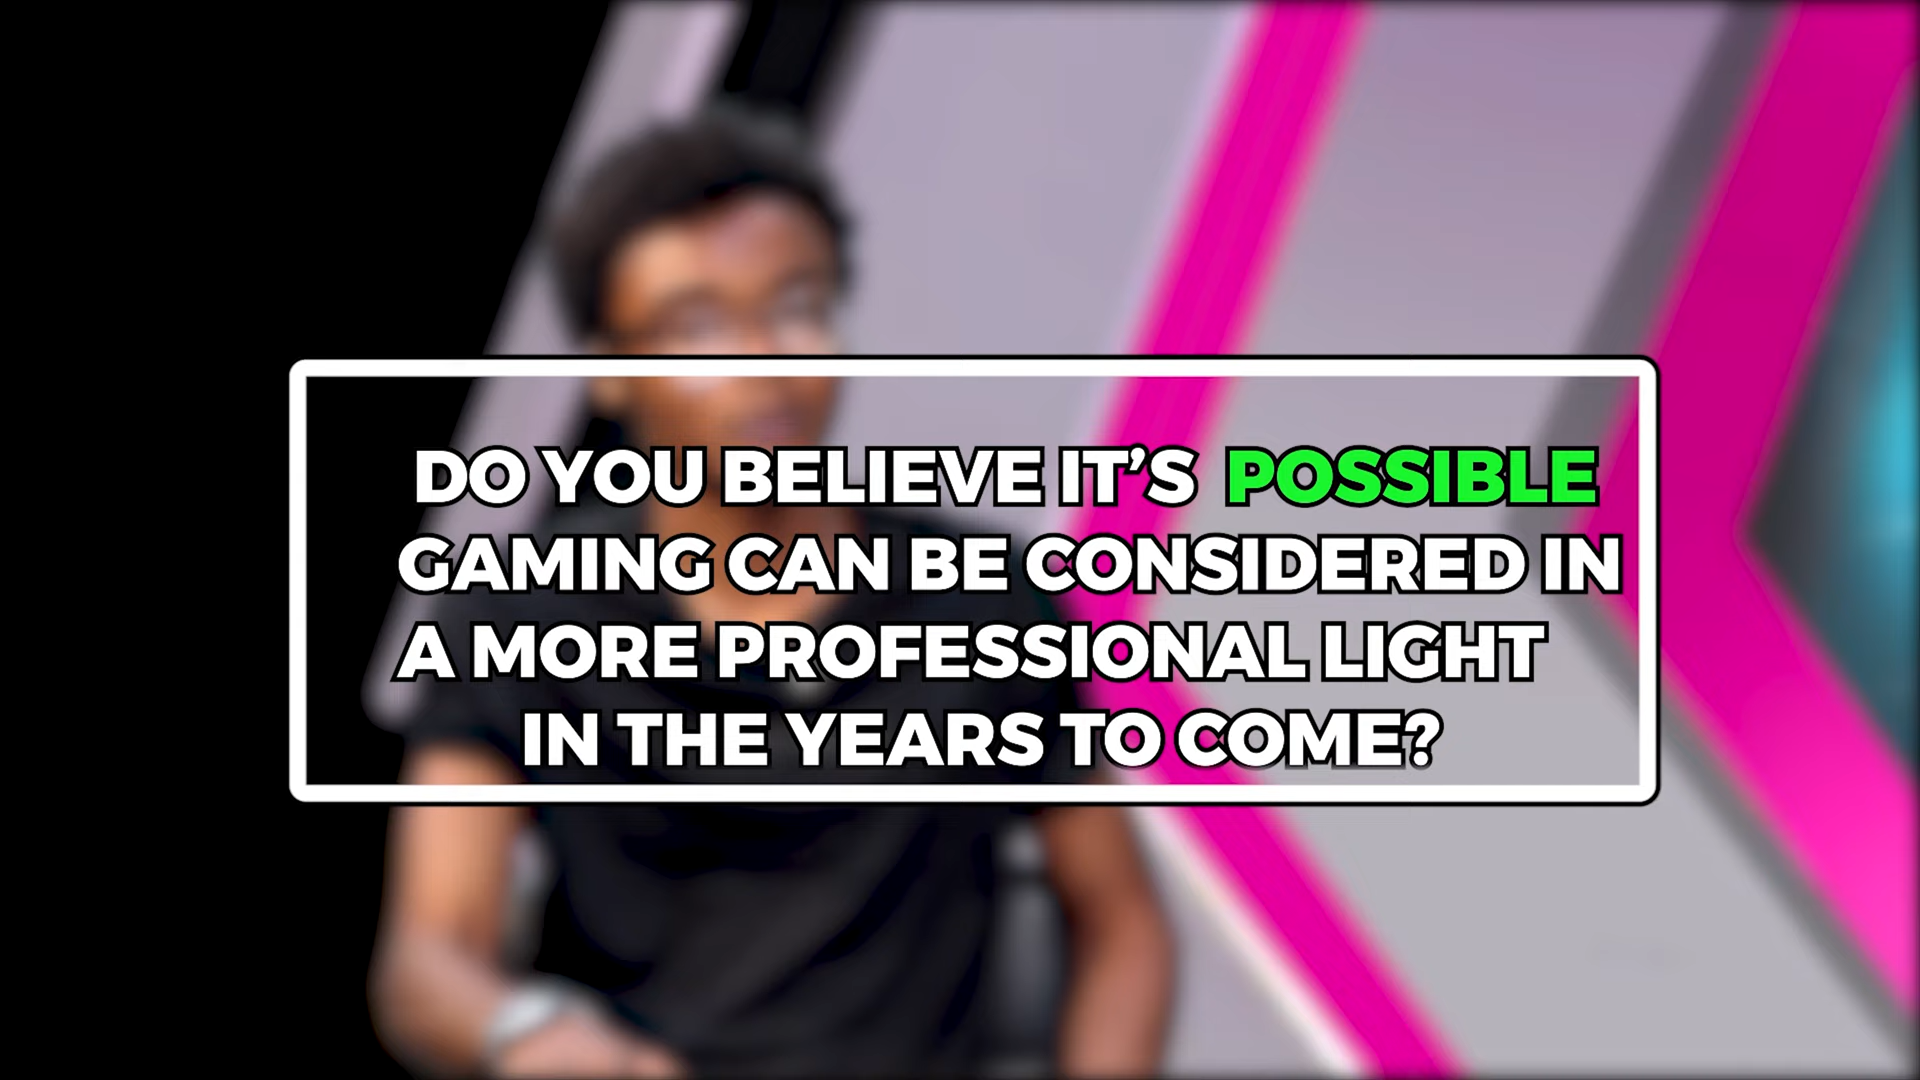 DO YOU BELIEVE IT’S POSSIBLE
GAMING CAN BE CONSIDERED IN
A MORE PROFESSIONAL LIGHT
IN THE YEARS TO COME?